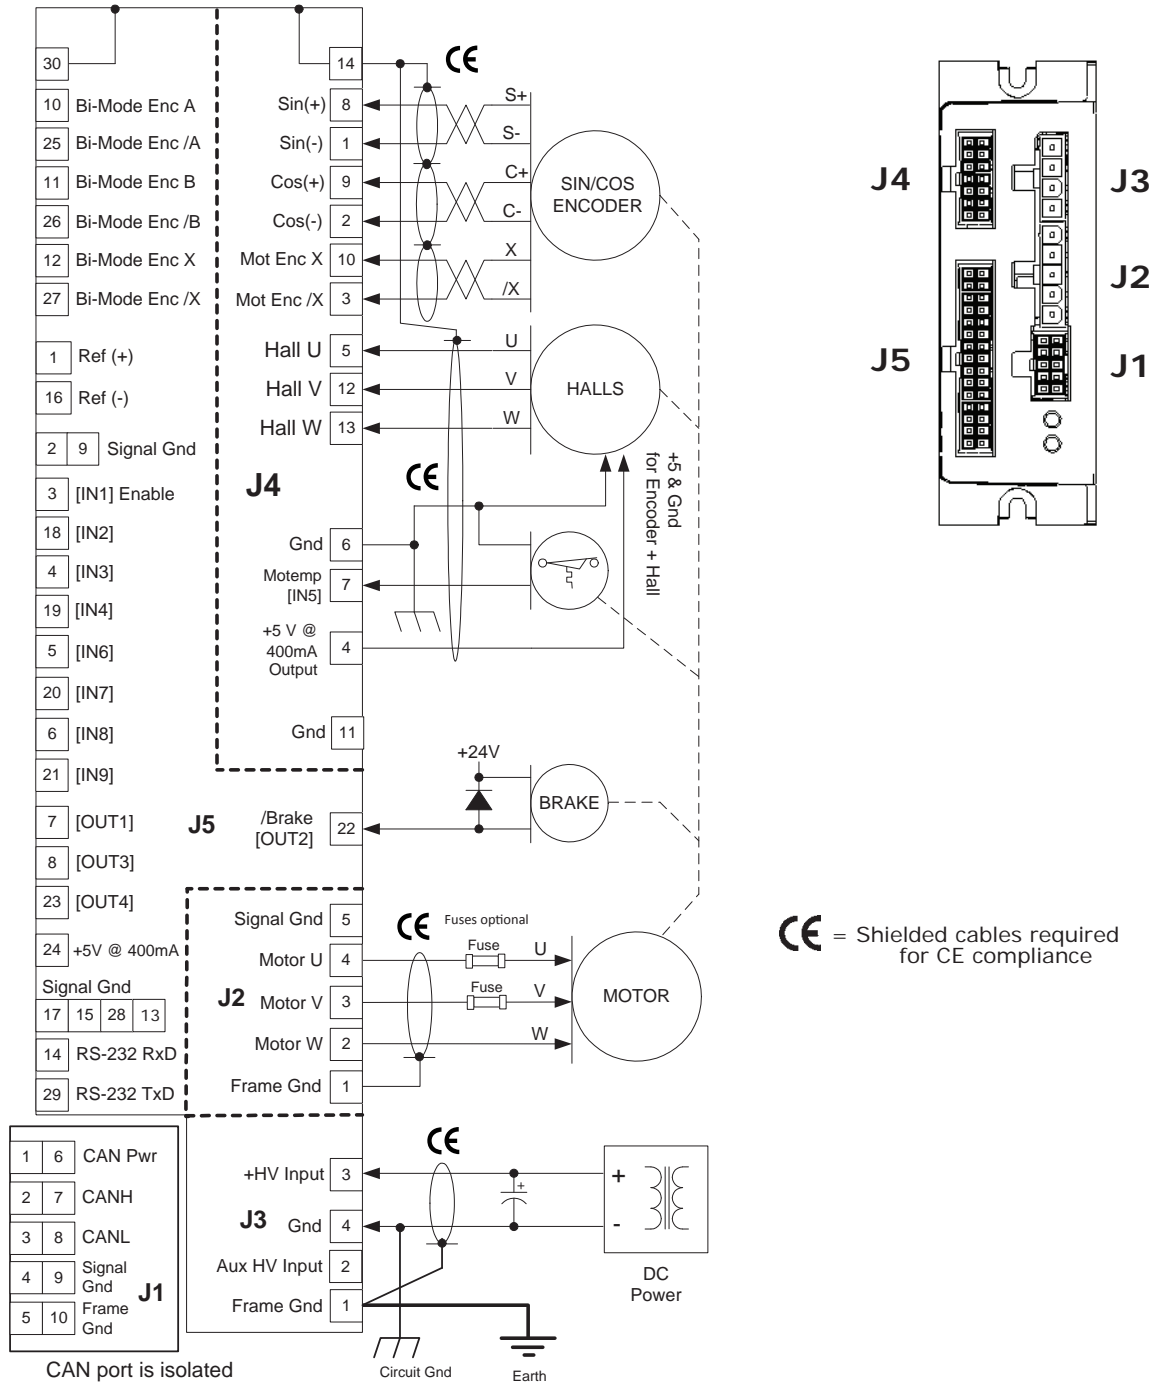 30
14
CE
10 Bi-Mode Enc A
25 Bi-Mode Enc /A
11 Bi-Mode Enc B
26 Bi-Mode Enc /B
12 Bi-Mode Enc X
27 Bi-Mode Enc /X
1 Ref (+)
16 Ref (-)
2 9 Signal Gnd
3 [IN1] Enable
18 [IN2]
4 [IN3]
19 [IN4]
5 [IN6]
20 [IN7]
6 [IN8]
21 [IN9]
7 [OUT1]
8 [OUT3]
23 [OUT4]
24 +5V @ 400mA
Signal Gnd
17 15 28 13
14 RS-232 RxD
29 RS-232 TxD
J5
Sin(+) 8
Sin(-) 1
Cos(+) 9
Cos(-) 2
Mot Enc X 10
Mot Enc /X 3
Hall U 5
Hall V 12
Hall W 13
J4
Gnd 6
Motemp
[IN5]
7
+5 V @
400mA
Output
4
Gnd 11
/Brake
[OUT2]
22
S+
S-
C+
C-
X
/X
SIN/COS
ENCODER
U
V
W
HALLS
CE
+5 & Gnd
for Encoder + Hall
+24V
BRAKE
J2
Signal Gnd 5
Motor U 4
Motor V 3
Motor W 2
Frame Gnd 1
CE
Fuses optional
Fuse
U
Fuse
V
W
MOTOR
J3
+HV Input 3
Gnd 4
Aux HV Input 2
Frame Gnd 1
CE
+
+
-
DC
Power
Circuit Gnd
Earth
1 6 CAN Pwr
2 7 CANH
3 8 CANL
4 9 Signal
Gnd
5 10 Frame
Gnd
J1
CAN port is isolated
J4
J3
J2
J5
J1
CE = Shielded cables required
for CE compliance